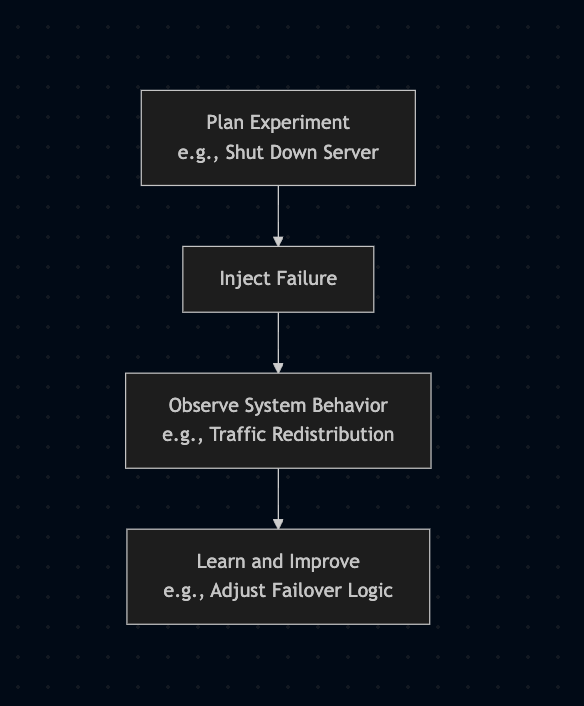 Plan Experiment
e.g., Shut Down Server
Inject Failure
Observe System Behavior
e.g., Traffic Redistribution
Learn and Improve
e.g., Adjust Failover Logic